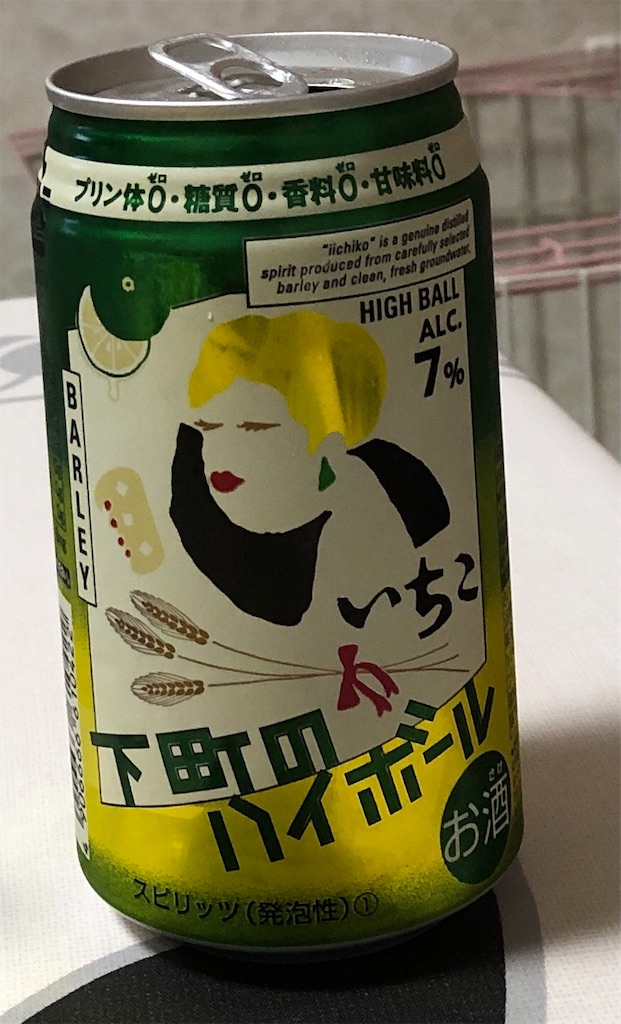 プリン体0ゼロ・糖質0ゼロ・香料0ゼロ・甘味料0ゼロ
"iichiko" is a genuine distilled
spirit produced from carefully selected
barley and clean, fresh groundwater.
HIGH BALL
ALC.
7%
BARLEY
いいちこ
下町の
ハイボール
お酒
さけ
スピリッツ(発泡性)①